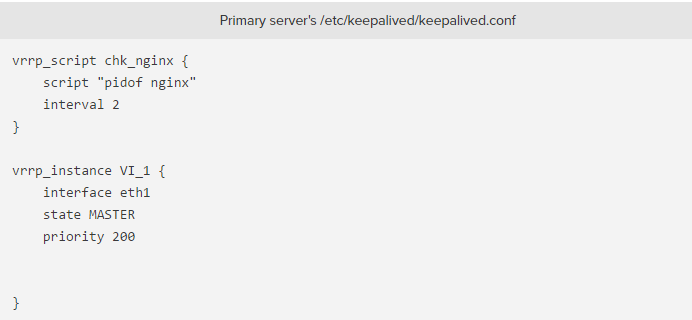 Primary server's /etc/keepalived/keepalived.conf
vrrp_script chk_nginx {
    script "pidof nginx"
    interval 2
}
vrrp_instance VI_1 {
    interface eth1
    state MASTER
    priority 200
}